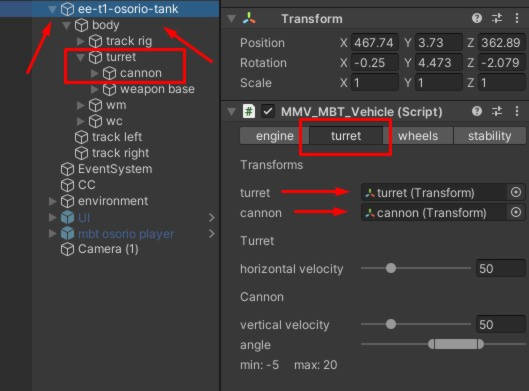 ee-t1-osorio-tank
body
track rig
turret
cannon
weapon base
wm
wc
track left
track right
EventSystem
CC
environment
UI
mbt osorio player
Camera (1)
Transform
Position X 467.74 Y 3.73 Z 362.89
Rotation X -0.25 Y 4.473 Z -2.079
Scale X 1 Y 1 Z 1
# MMV_MBT_Vehicle (Script)
engine turret wheels stability
Transforms
turret turret (Transform)
cannon cannon (Transform)
Turret
horizontal velocity 50
Cannon
vertical velocity 50
angle
min: -5 max: 20